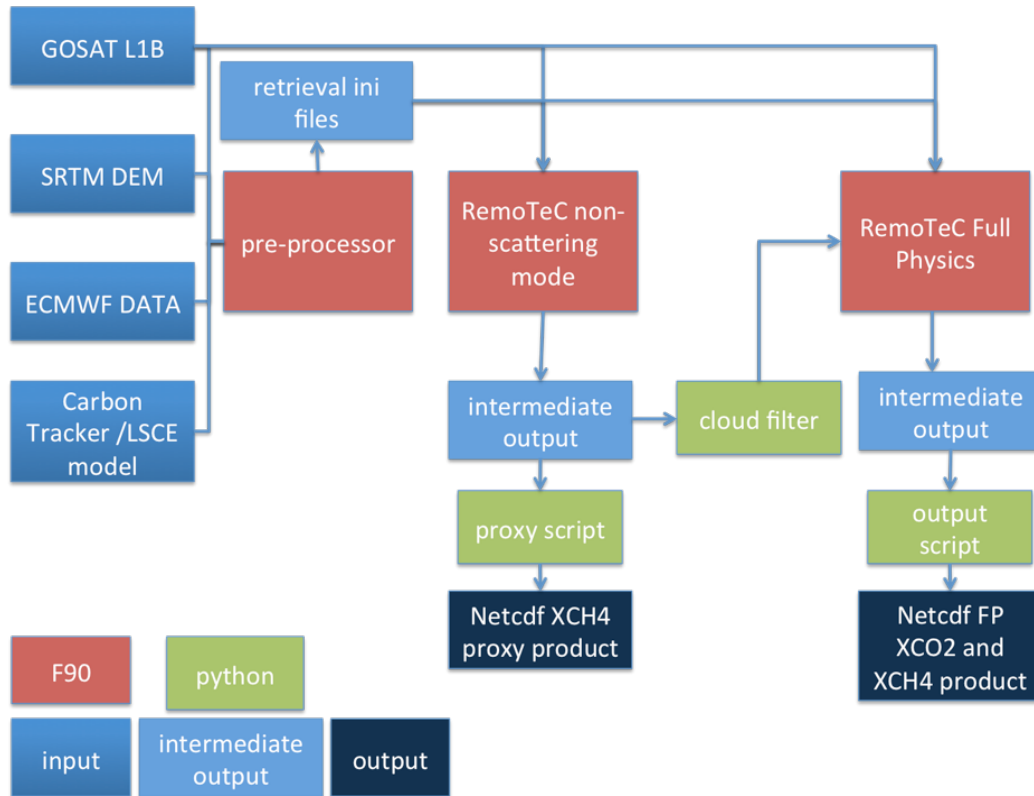 GOSAT L1B
retrieval ini
files
SRTM DEM
pre-processor
RemoTeC non-
scattering
mode
RemoTeC Full
Physics
ECMWF DATA
Carbon
Tracker /LSCE
model
intermediate
output
cloud filter
intermediate
output
proxy script
output
script
Netcdf XCH4
proxy product
Netcdf FP
XCO2 and
XCH4 product
F90
python
input
intermediate
output
output